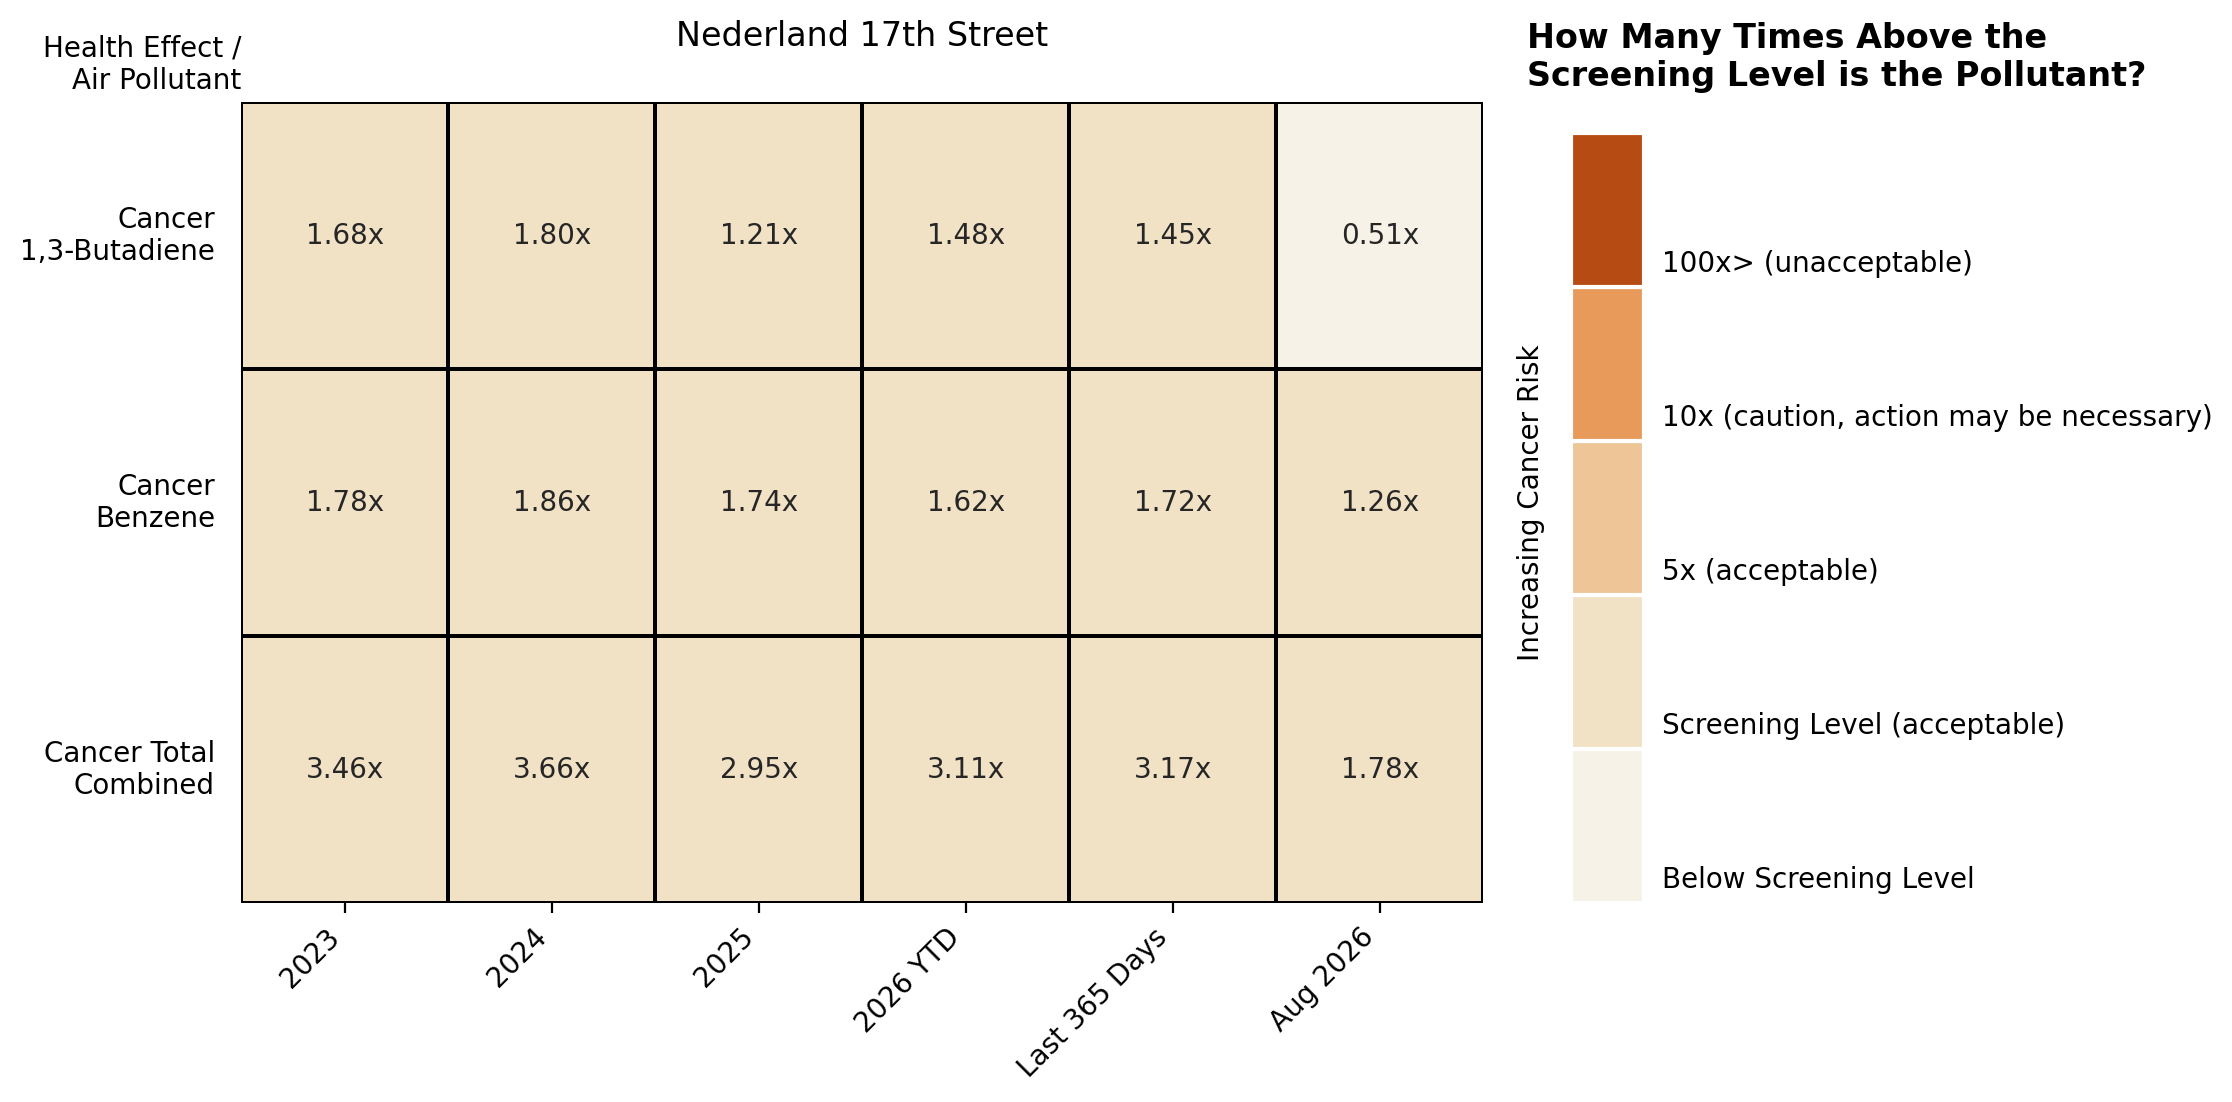 Nederland 17th Street
Health Effect /
Air Pollutant
Cancer
1,3-Butadiene
1.68x 1.80x 1.21x 1.48x 1.45x 0.51x
Cancer
Benzene
1.78x 1.86x 1.74x 1.62x 1.72x 1.26x
Cancer Total
Combined
3.46x 3.66x 2.95x 3.11x 3.17x 1.78x
2023 2024 2025 2026 YTD Last 365 Days Aug 2026
How Many Times Above the
Screening Level is the Pollutant?
Increasing Cancer Risk
100x> (unacceptable)
10x (caution, action may be necessary)
5x (acceptable)
Screening Level (acceptable)
Below Screening Level